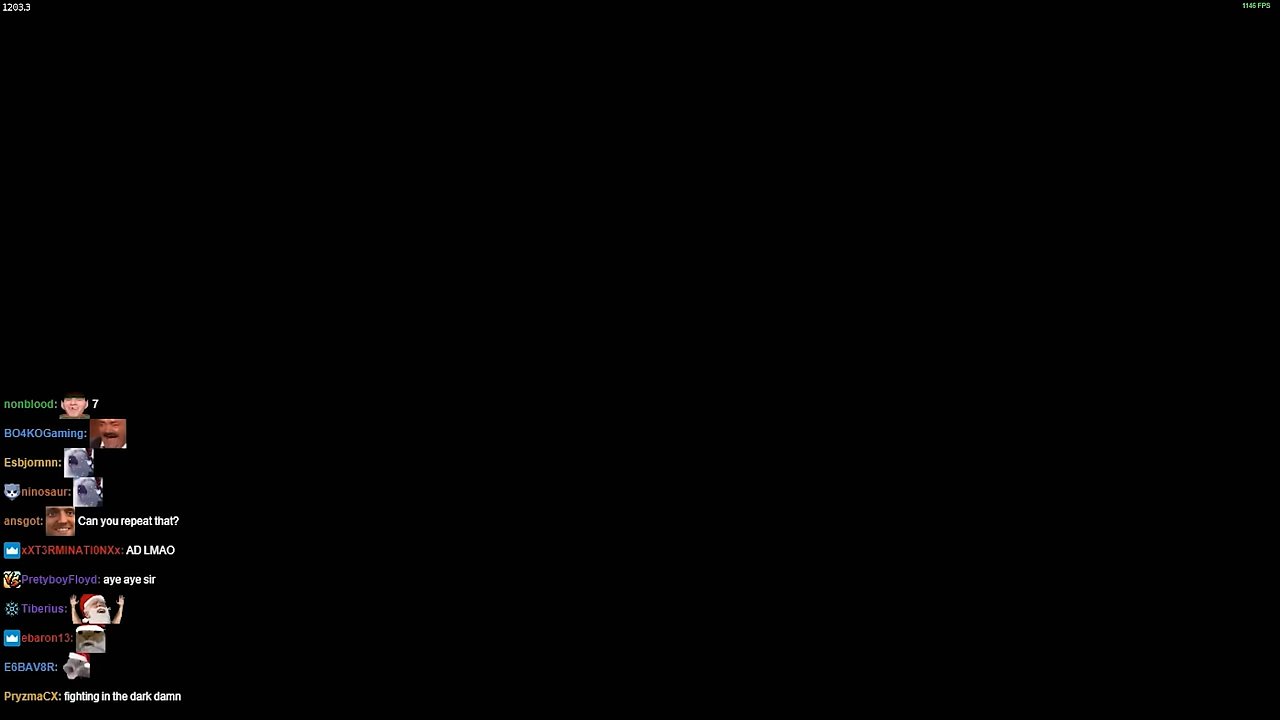 1203.3
1145 FPS
nonblood: 7
BO4KOGaming:
Esbjornnn:
ninosaur:
ansgot: Can you repeat that?
xXT3RMINATI0NXx: AD LMAO
PretyboyFloyd: aye aye sir
Tiberius:
ebaron13:
E6BAV8R:
PryzmaCX: fighting in the dark damn